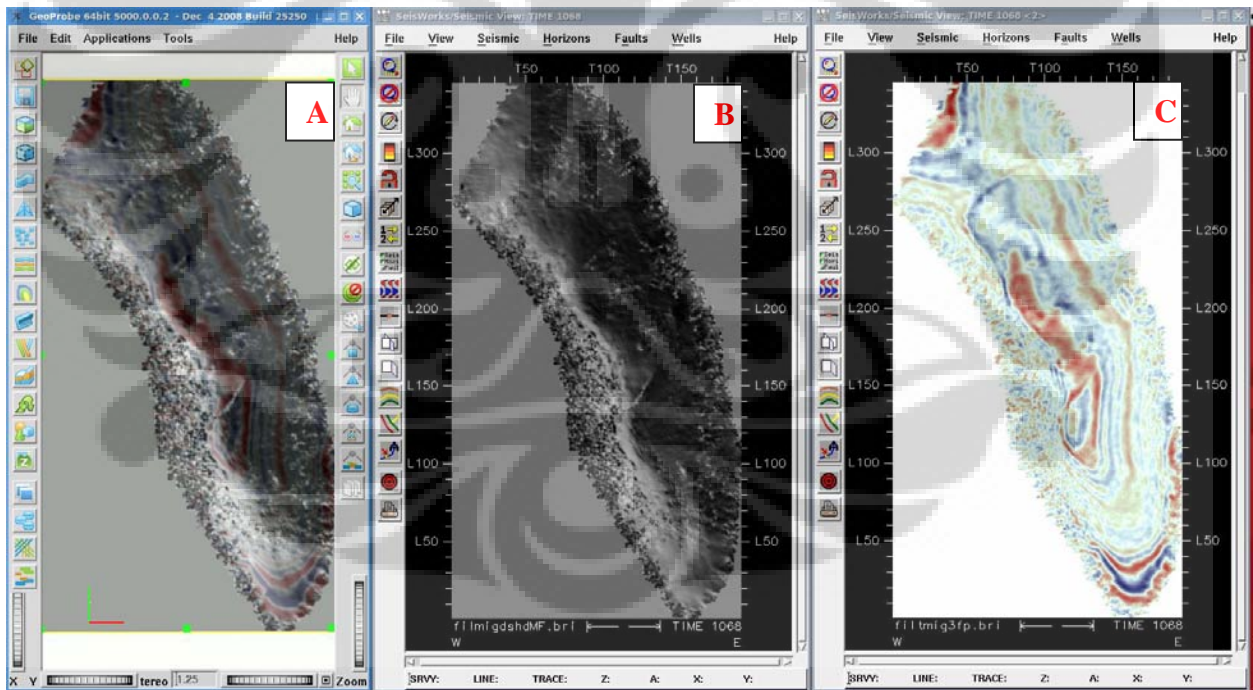 GeoProbe 64bit 5000.0.0.2 - Dec 4 2008 Build 25250
File Edit Applications Tools Help
A
X Y tereo 1.25 Zoom
SeisWorks/Seismic View; TIME 1068
File View Seismic Horizons Faults Wells Help
T50 T100 T150
B
L300
L250
L200
L150
L100
L50
filmigdshdMF.bri TIME 1068
W E
SRVY: LINE: TRACE: Z: A: X: Y:
SeisWorks/Seismic View; TIME 1068 <2>
File View Seismic Horizons Faults Wells Help
T50 T100 T150
C
L300
L250
L200
L150
L100
L50
filtmig3fp.bri TIME 1068
W E
SRVY: LINE: TRACE: Z: A: X: Y: